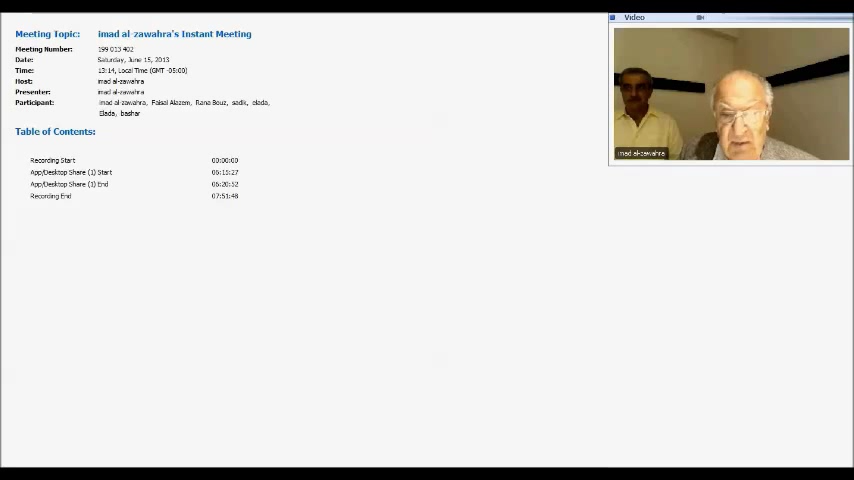 Meeting Topic: imad al-zawahra's Instant Meeting
Meeting Number: 199 013 402
Date: Saturday, June 15, 2013
Time: 13:14, Local Time (GMT -05:00)
Host: imad al-zawahra
Presenter: imad al-zawahra
Participant: imad al-zawahra, Faisal Alazem, Rana Bouz, sadik, elada,
Elada, bashar
Table of Contents:
Recording Start 00:00:00
App/Desktop Share (1) Start 06:15:27
App/Desktop Share (1) End 06:20:52
Recording End 07:51:48
Video
imad al-zawahra